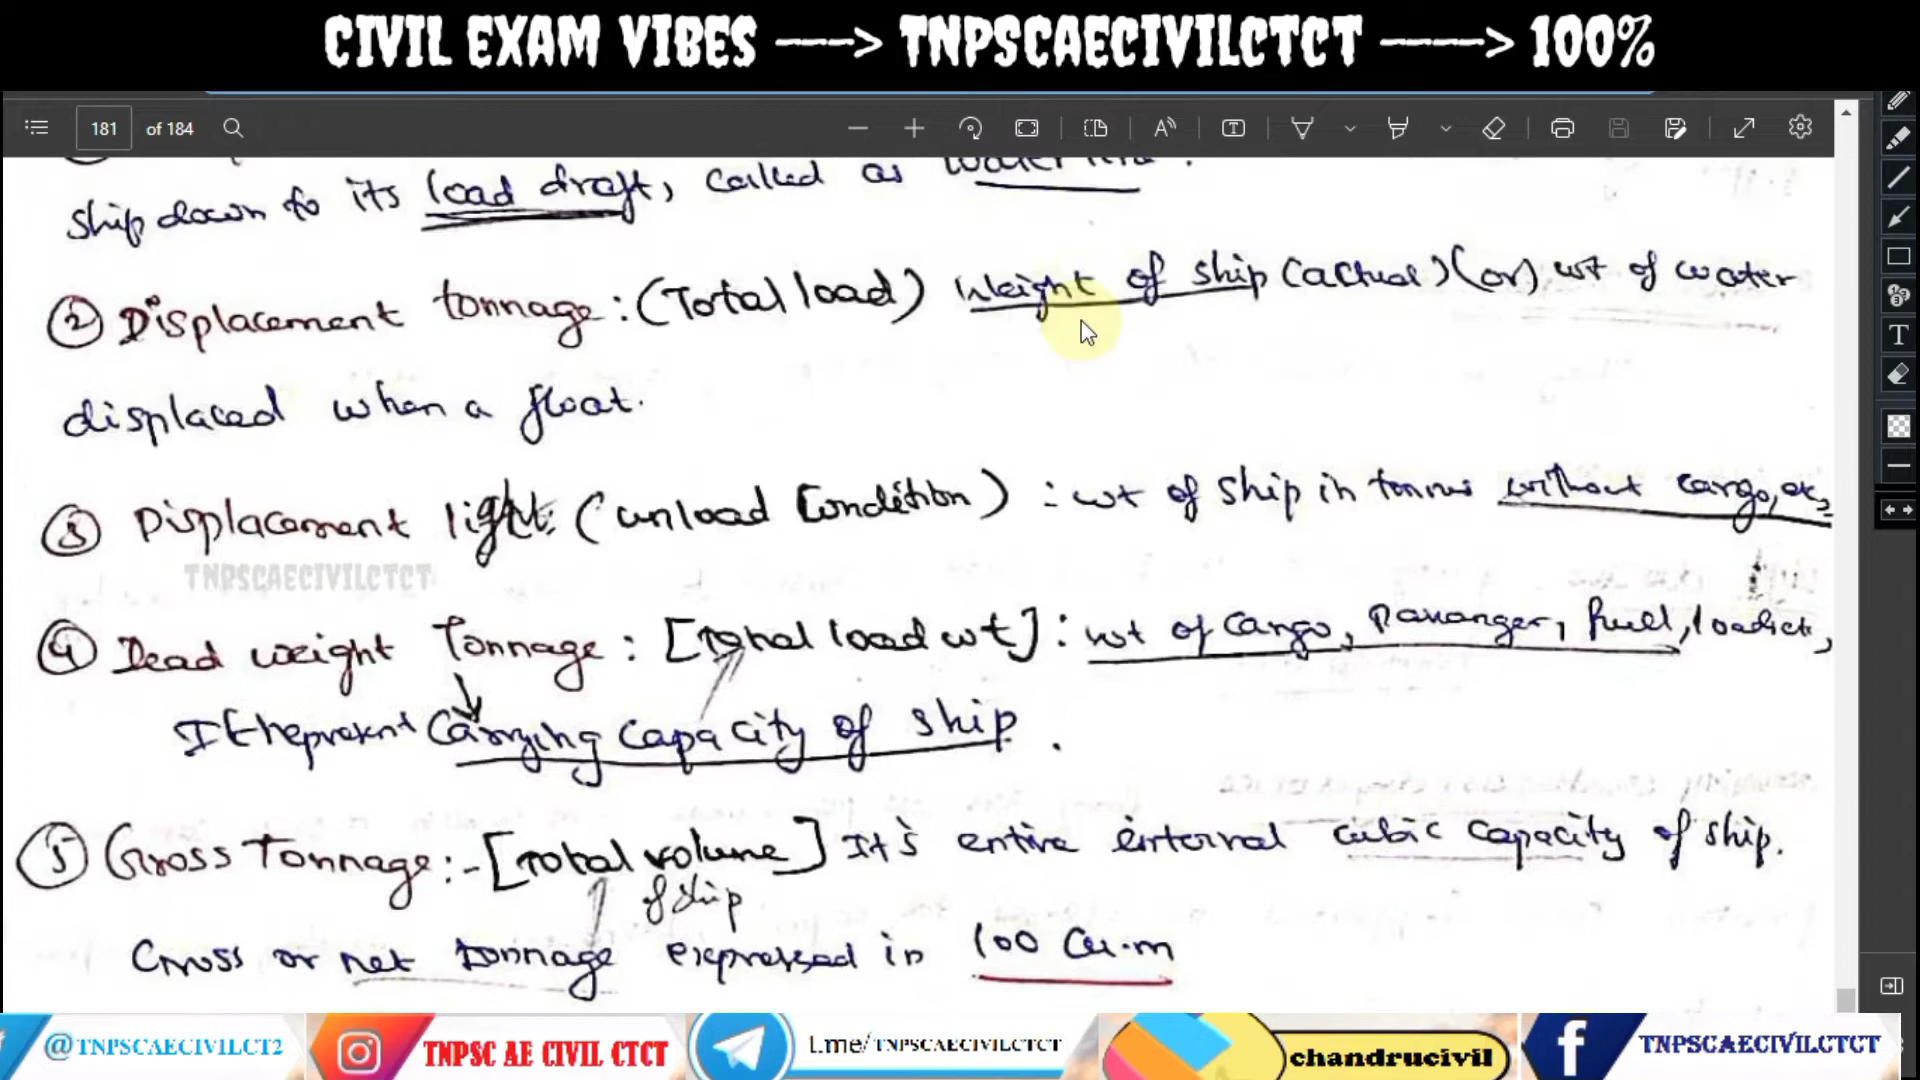 CIVIL EXAM VIBES ---> TNPSCAECIVILCTCT ----> 100%
181 of 184
ship down to its load draft, called as water line.
② Displacement tonnage : (Total load) weight of ship (actual) (or) wt of water
displaced when a float.
③ Displacement light: (unload Condition) : wt of ship in tonnes without cargo, etc,
TNPSCAECIVILCTCT
④ Dead weight Tonnage : [Total load wt] : wt of cargo, passanger, fuel,
It represent Carrying capacity of ship.
⑤ Gross Tonnage :- [Total volume] It's entire internal cubic capacity of ship.
of ship
Gross or net tonnage expressed in 100 cu.m
@TNPSCAECIVILCT2
TNPSC AE CIVIL CTCT
t.me/TNPSCAECIVILCTCT
chandrucivil
TNPSCAECIVILCTCT